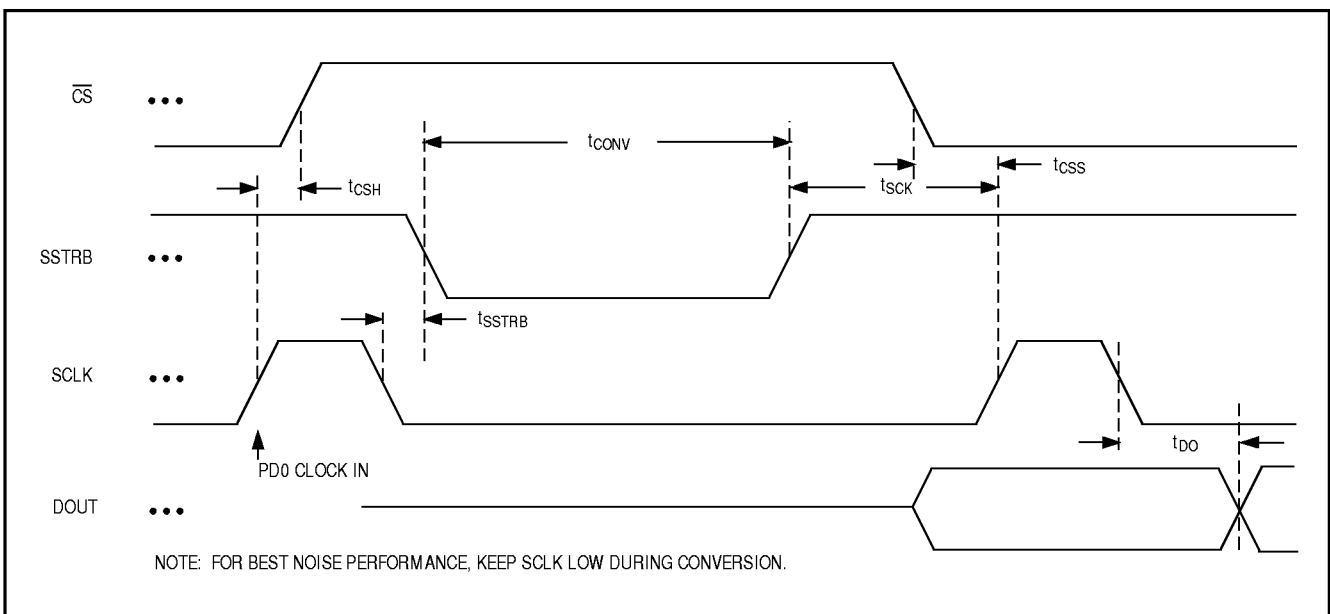 CS
tCONV
tCSS
tCSH
tSCK
SSTRB
tSSTRB
SCLK
tDO
PD0 CLOCK IN
DOUT
NOTE: FOR BEST NOISE PERFORMANCE, KEEP SCLK LOW DURING CONVERSION.